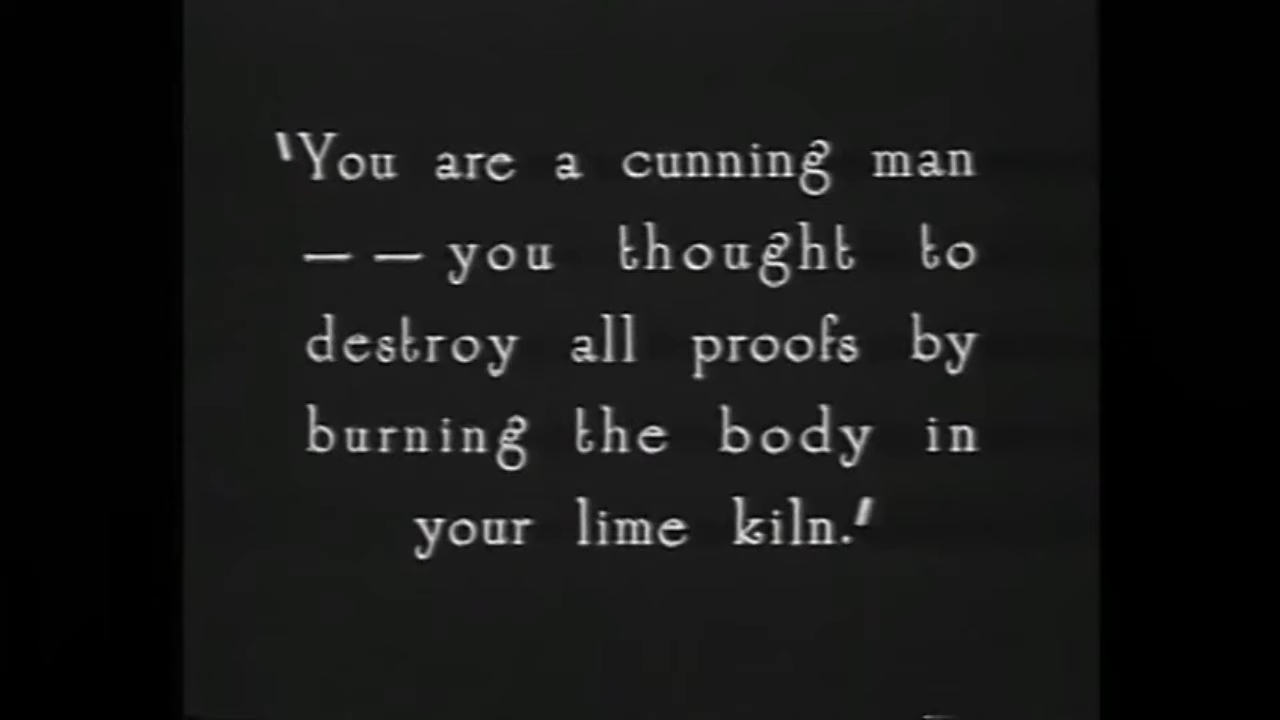 'You are a cunning man
— — you thought to
destroy all proofs by
burning the body in
your lime kiln.'